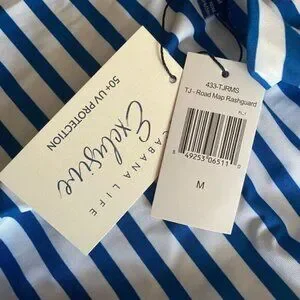 50+ UV PROTECTION
Exclusive
CABANA LIFE
433-TJRMS
TJ - Road Map Rashguard
M